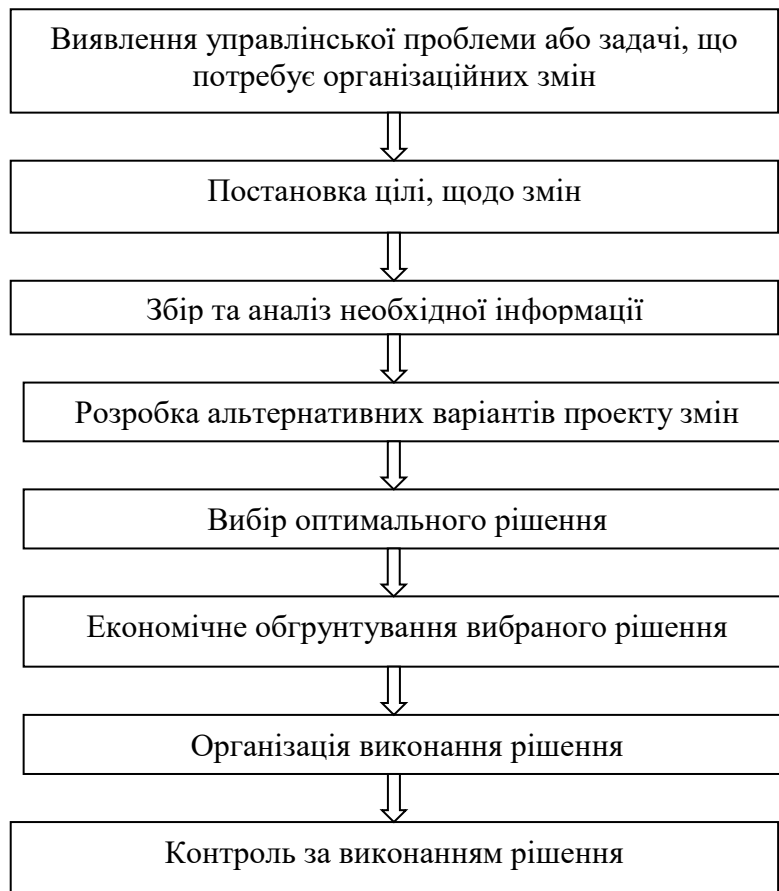 Виявлення управлінської проблеми або задачі, що
потребує організаційних змін
Постановка цілі, щодо змін
Збір та аналіз необхідної інформації
Розробка альтернативних варіантів проекту змін
Вибір оптимального рішення
Економічне обгрунтування вибраного рішення
Організація виконання рішення
Контроль за виконанням рішення